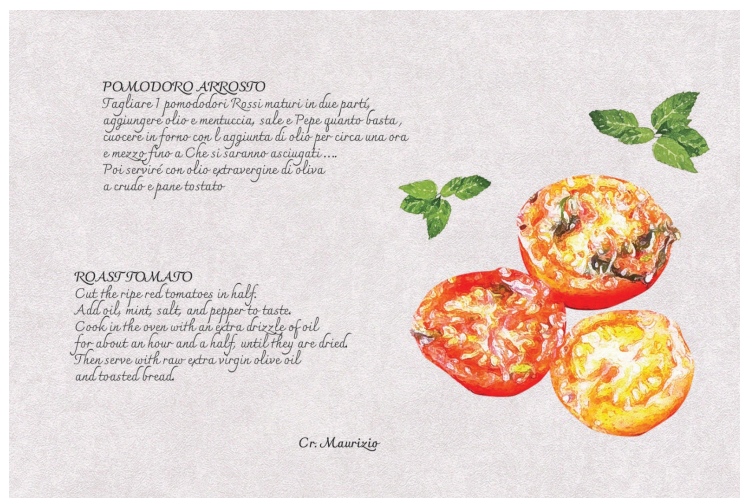 POMODORO ARROSTO
Tagliare I pomododori Rossi maturi in due partí,
aggiungere olio e mentuccia, sale e Pepe quanto basta,
cuocere in forno con l aggiunta di olio per circa una ora
e mezzo fino a Che si saranno asciugati....
Poi serviré con olio extravergine di oliva
a crudo e pane tostato
ROAST TOMATO
Cut the ripe red tomatoes in half.
Add oil, mint, salt, and pepper to taste.
Cook in the oven with an extra drizzle of oil
for about an hour and a half, until they are dried.
Then serve with raw extra virgin olive oil
and toasted bread.
Cr. Maurizio